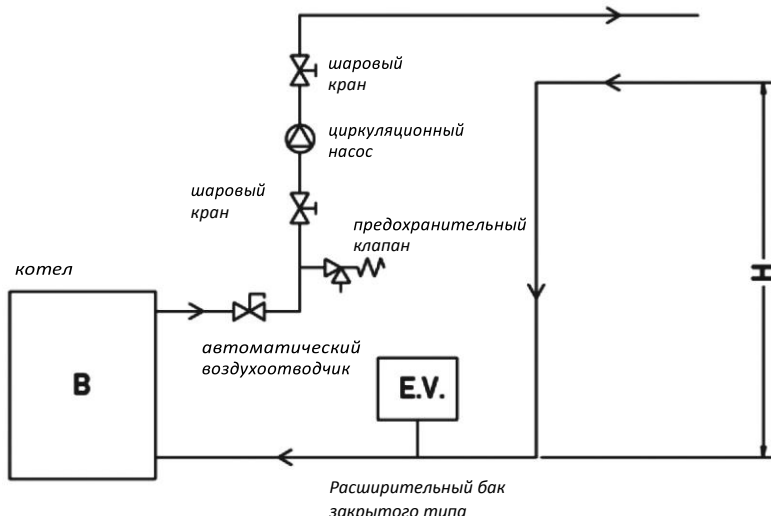 шаровый
кран
циркуляционный
насос
шаровый
кран
предохранительный
клапан
котел
автоматический
воздухоотводчик
B
E.V.
H
Расширительный бак
закрытого типа